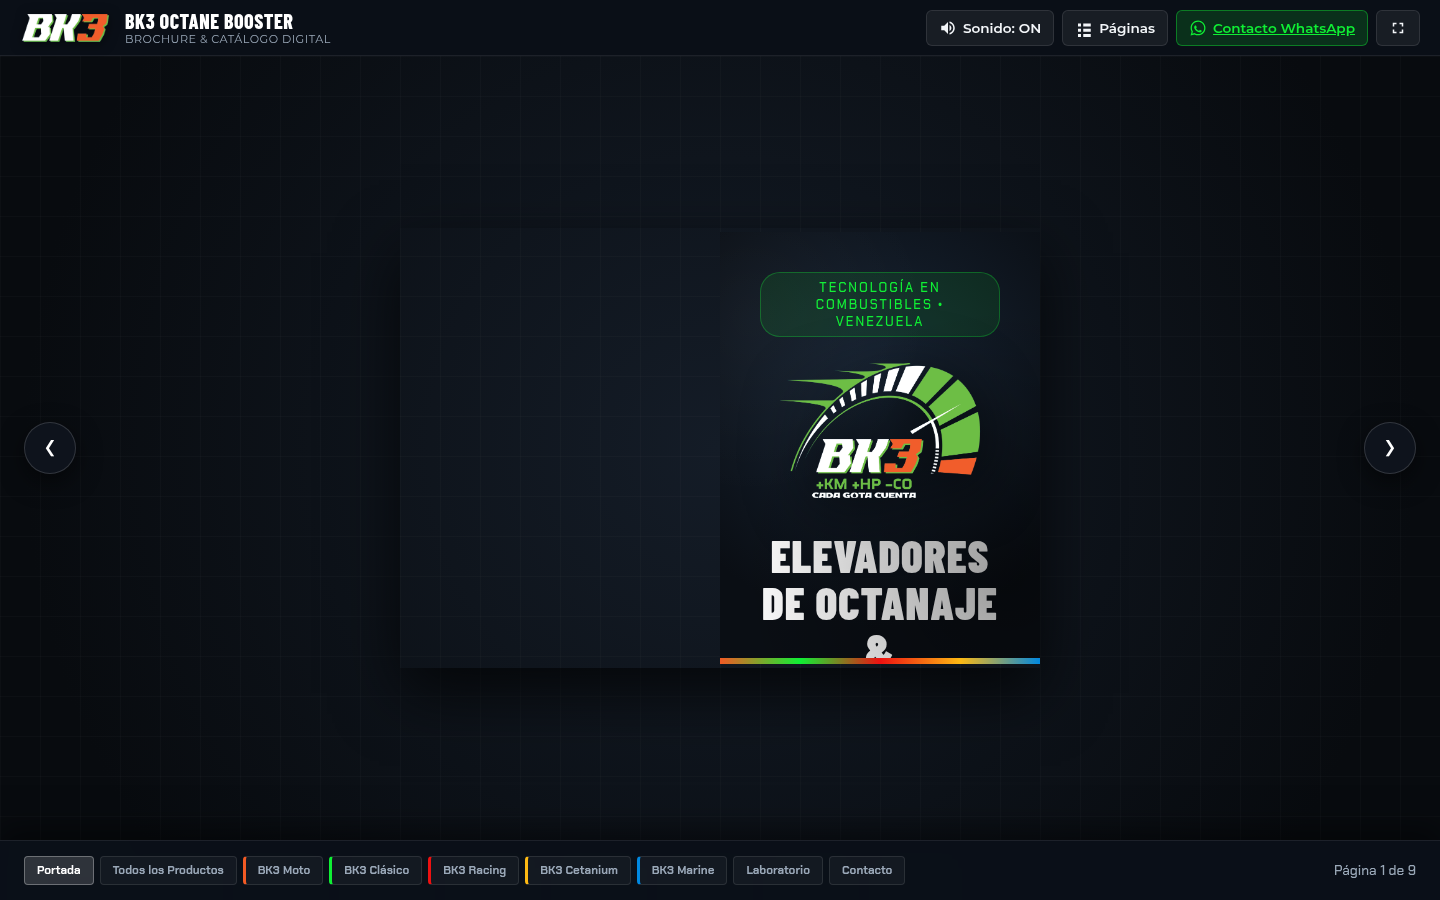 BK3
BK3 OCTANE BOOSTER
BROCHURE & CATÁLOGO DIGITAL
Sonido: ON
Páginas
Contacto WhatsApp
TECNOLOGÍA EN
COMBUSTIBLES •
VENEZUELA
BK3
+KM +HP -CO
CADA GOTA CUENTA
ELEVADORES
DE OCTANAJE
&
❮
❯
Portada
Todos los Productos
BK3 Moto
BK3 Clásico
BK3 Racing
BK3 Cetanium
BK3 Marine
Laboratorio
Contacto
Página 1 de 9